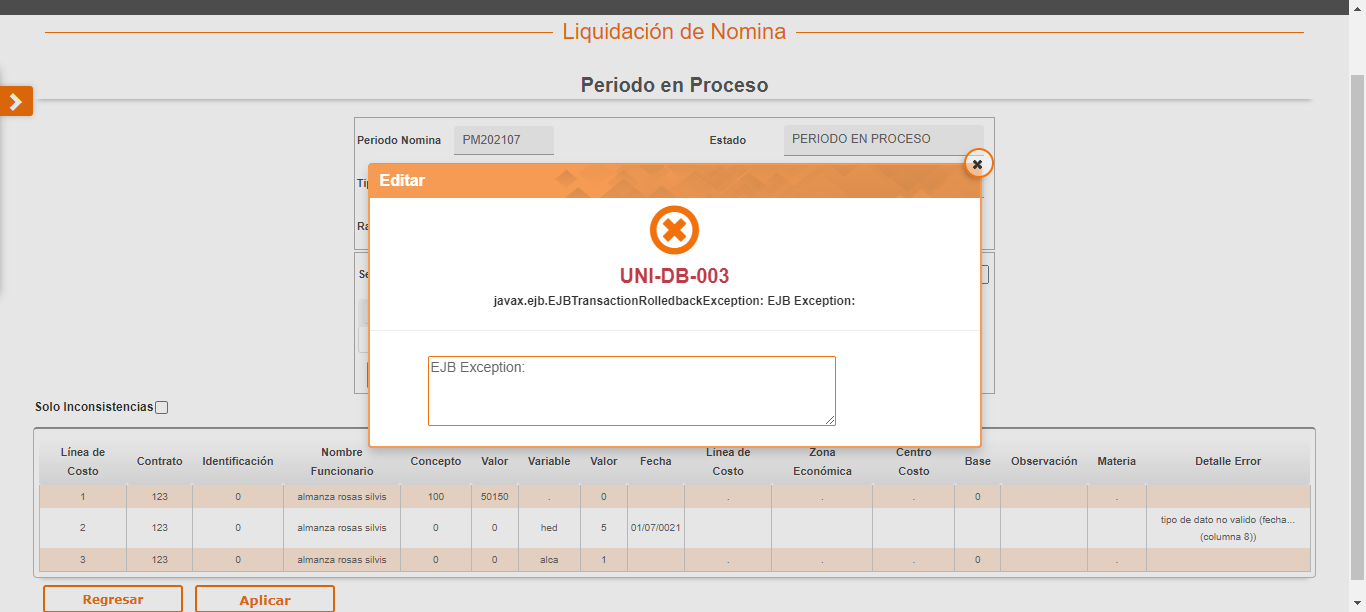 Liquidación de Nomina
Periodo en Proceso
Periodo Nomina PM202107 Estado PERIODO EN PROCESO
Editar
UNI-DB-003
javax.ejb.EJBTransactionRolledbackException: EJB Exception:
EJB Exception:
Solo Inconsistencias
Línea de Costo Contrato Identificación Nombre Funcionario Concepto Valor Variable Valor Fecha Línea de Costo Zona Económica Centro Costo Base Observación Materia Detalle Error
1 123 0 almanza rosas silvis 100 50150 . 0 . . . 0 .
2 123 0 almanza rosas silvis 0 0 hed 5 01/07/0021 tipo de dato no valido (fecha... (columna 8))
3 123 0 almanza rosas silvis 0 0 alca 1 . . . 0 .
Regresar Aplicar